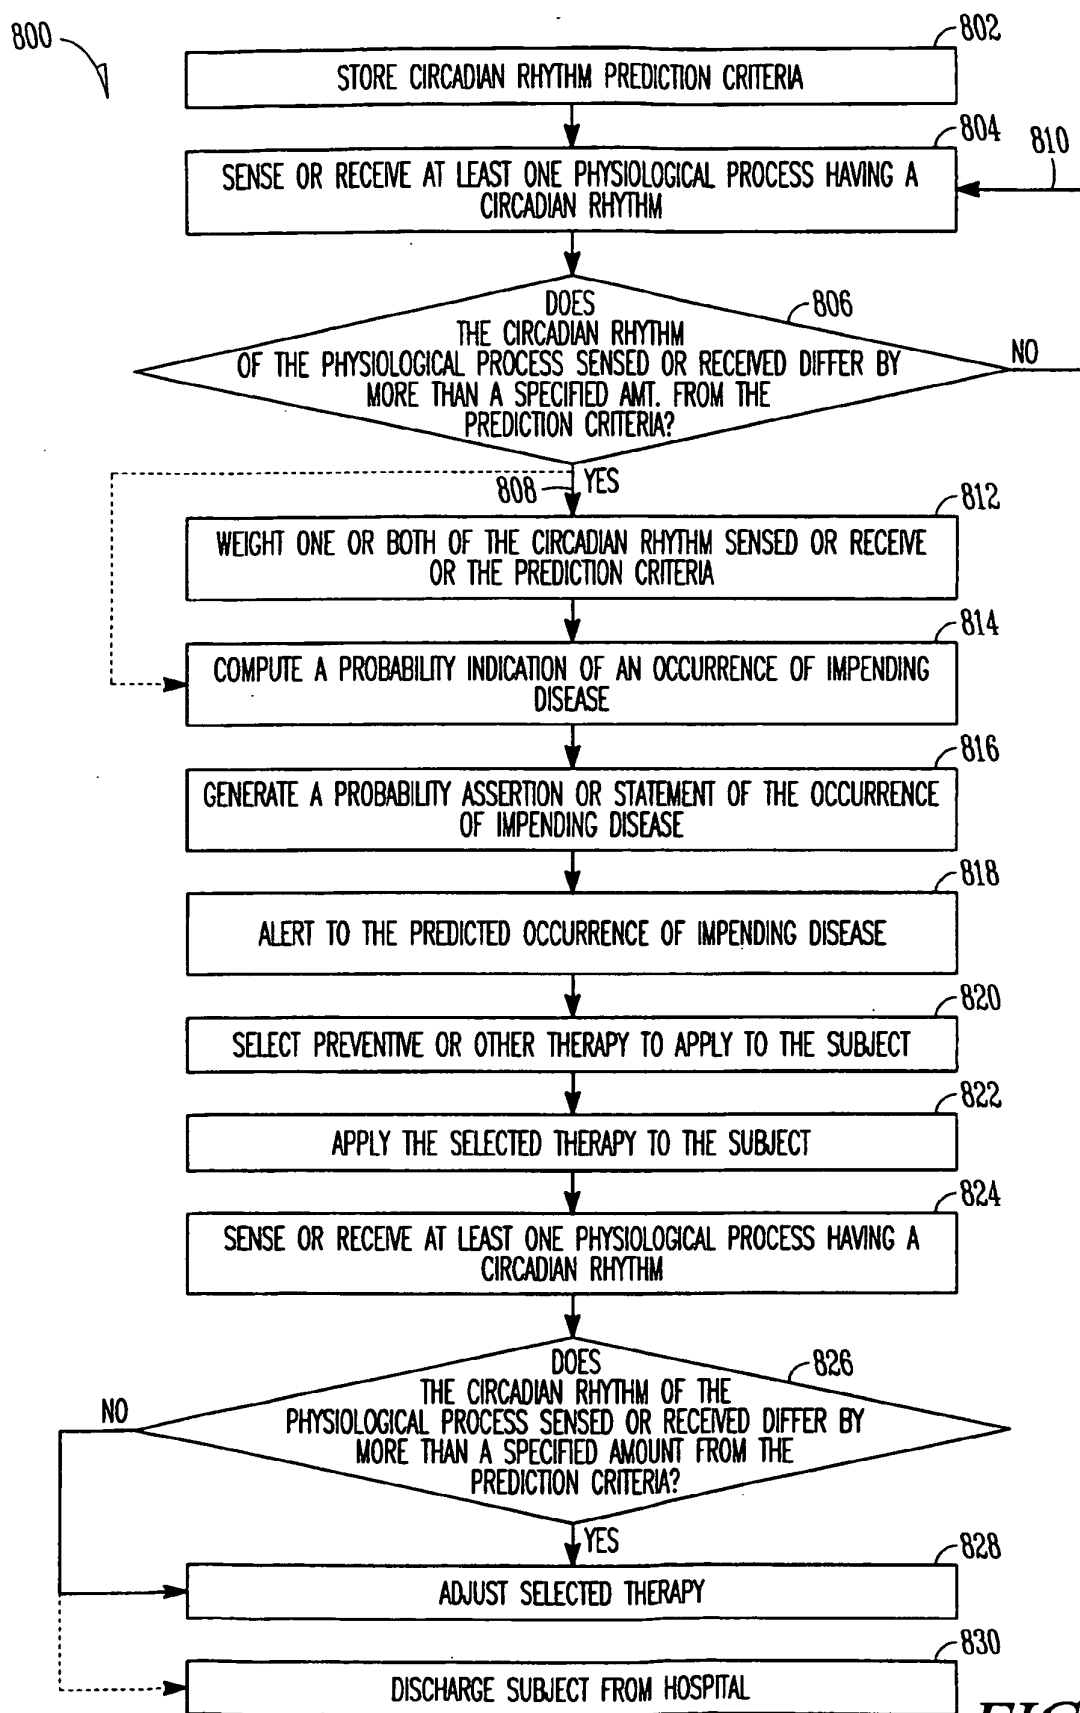 800
802
STORE CIRCADIAN RHYTHM PREDICTION CRITERIA
804
810
SENSE OR RECEIVE AT LEAST ONE PHYSIOLOGICAL PROCESS HAVING A
CIRCADIAN RHYTHM
806
DOES
THE CIRCADIAN RHYTHM
OF THE PHYSIOLOGICAL PROCESS SENSED OR RECEIVED DIFFER BY
MORE THAN A SPECIFIED AMT. FROM THE
PREDICTION CRITERIA?
NO
808
YES
812
WEIGHT ONE OR BOTH OF THE CIRCADIAN RHYTHM SENSED OR RECEIVE
OR THE PREDICTION CRITERIA
814
COMPUTE A PROBABILITY INDICATION OF AN OCCURRENCE OF IMPENDING
DISEASE
816
GENERATE A PROBABILITY ASSERTION OR STATEMENT OF THE OCCURRENCE
OF IMPENDING DISEASE
818
ALERT TO THE PREDICTED OCCURRENCE OF IMPENDING DISEASE
820
SELECT PREVENTIVE OR OTHER THERAPY TO APPLY TO THE SUBJECT
822
APPLY THE SELECTED THERAPY TO THE SUBJECT
824
SENSE OR RECEIVE AT LEAST ONE PHYSIOLOGICAL PROCESS HAVING A
CIRCADIAN RHYTHM
826
DOES
THE CIRCADIAN RHYTHM OF THE
PHYSIOLOGICAL PROCESS SENSED OR RECEIVED DIFFER BY
MORE THAN A SPECIFIED AMOUNT FROM THE
PREDICTION CRITERIA?
NO
YES
828
ADJUST SELECTED THERAPY
830
DISCHARGE SUBJECT FROM HOSPITAL